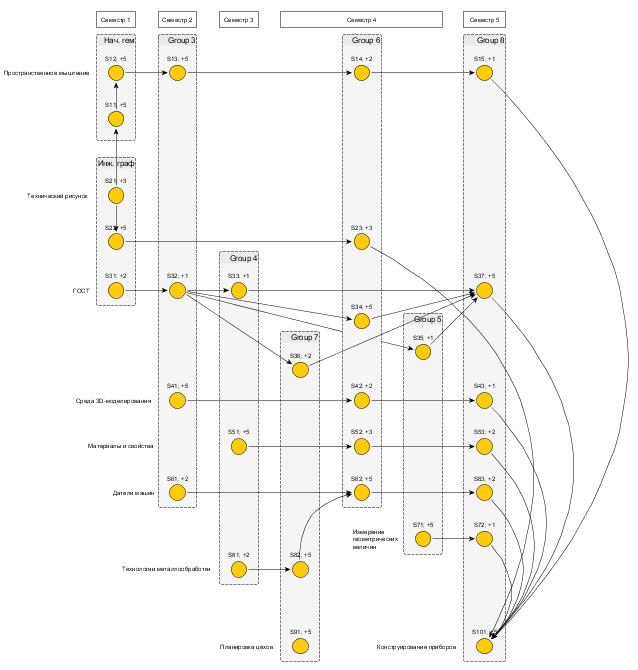 Семестр 1
Семестр 2
Семестр 3
Семестр 4
Семестр 5
Нач. гем
Group 3
Group 6
Group 8
S12; +5
S13; +5
S14; +2
S15; +1
Пространственное мышление
S11; +5
Инж. граф
S21; +3
Технический рисунок
S22; +5
S23; +3
Group 4
S31; +2
S32; +1
S33; +1
S37; +5
ГОСТ
S34; +5
Group 5
Group 7
S35; +1
S36; +2
S41; +5
S42; +2
S43; +1
Среда 3D-моделирования
S51; +5
S52; +3
S53; +2
Материалы и свойства
S61; +2
S62; +5
S63; +2
Датели машин
S71; +5
S72; +1
Измерение
геометрических
величин
S81; +2
S82; +5
Технологии металлообработки
S91; +5
S101;
Планировка цехов
Конструирование приборов